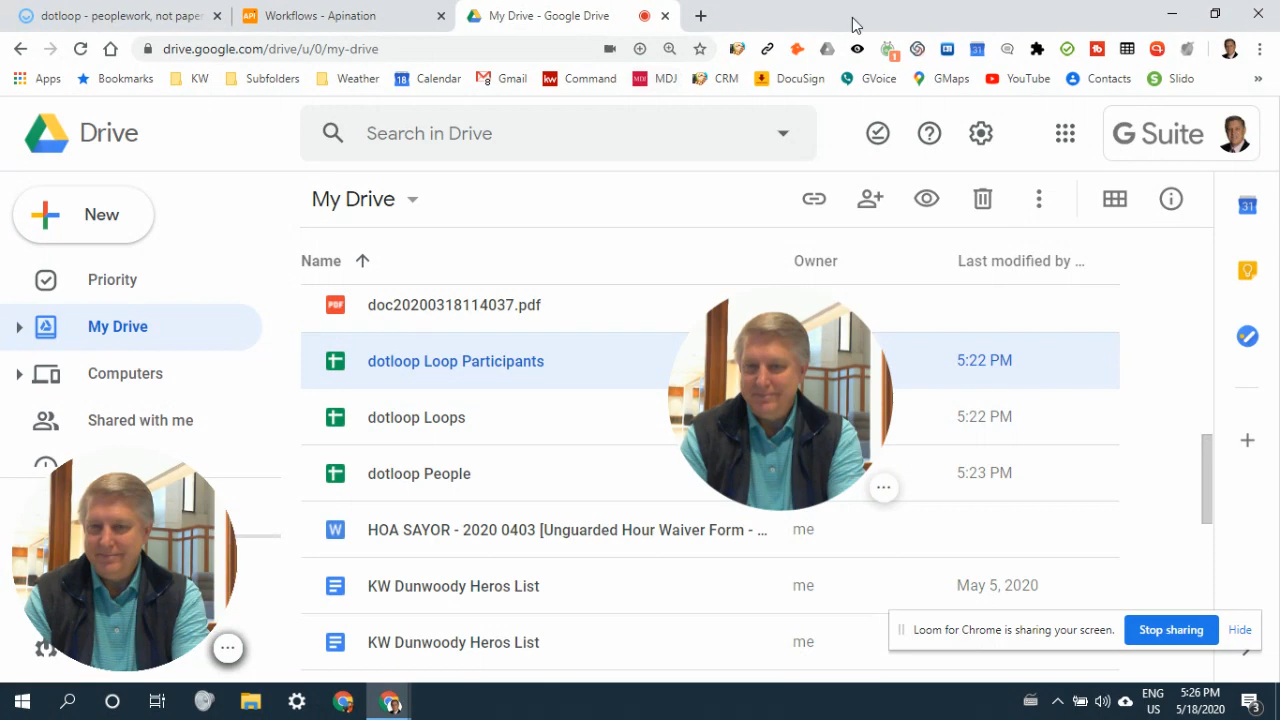 dotloop - peoplework, not paper
Workflows - Apination
My Drive - Google Drive
drive.google.com/drive/u/0/my-drive
Apps
Bookmarks
KW
Subfolders
Weather
Calendar
Gmail
Command
MDJ
CRM
DocuSign
GVoice
GMaps
YouTube
Contacts
Slido
Drive
Search in Drive
G Suite
New
My Drive
Priority
My Drive
Computers
Shared with me
Name
Owner
Last modified by ...
doc20200318114037.pdf
dotloop Loop Participants
5:22 PM
dotloop Loops
5:22 PM
dotloop People
5:23 PM
HOA SAYOR - 2020 0403 [Unguarded Hour Waiver Form - ...
me
KW Dunwoody Heros List
me
May 5, 2020
KW Dunwoody Heros List
me
Loom for Chrome is sharing your screen.
Stop sharing
Hide
ENG
US
5:26 PM
5/18/2020
3